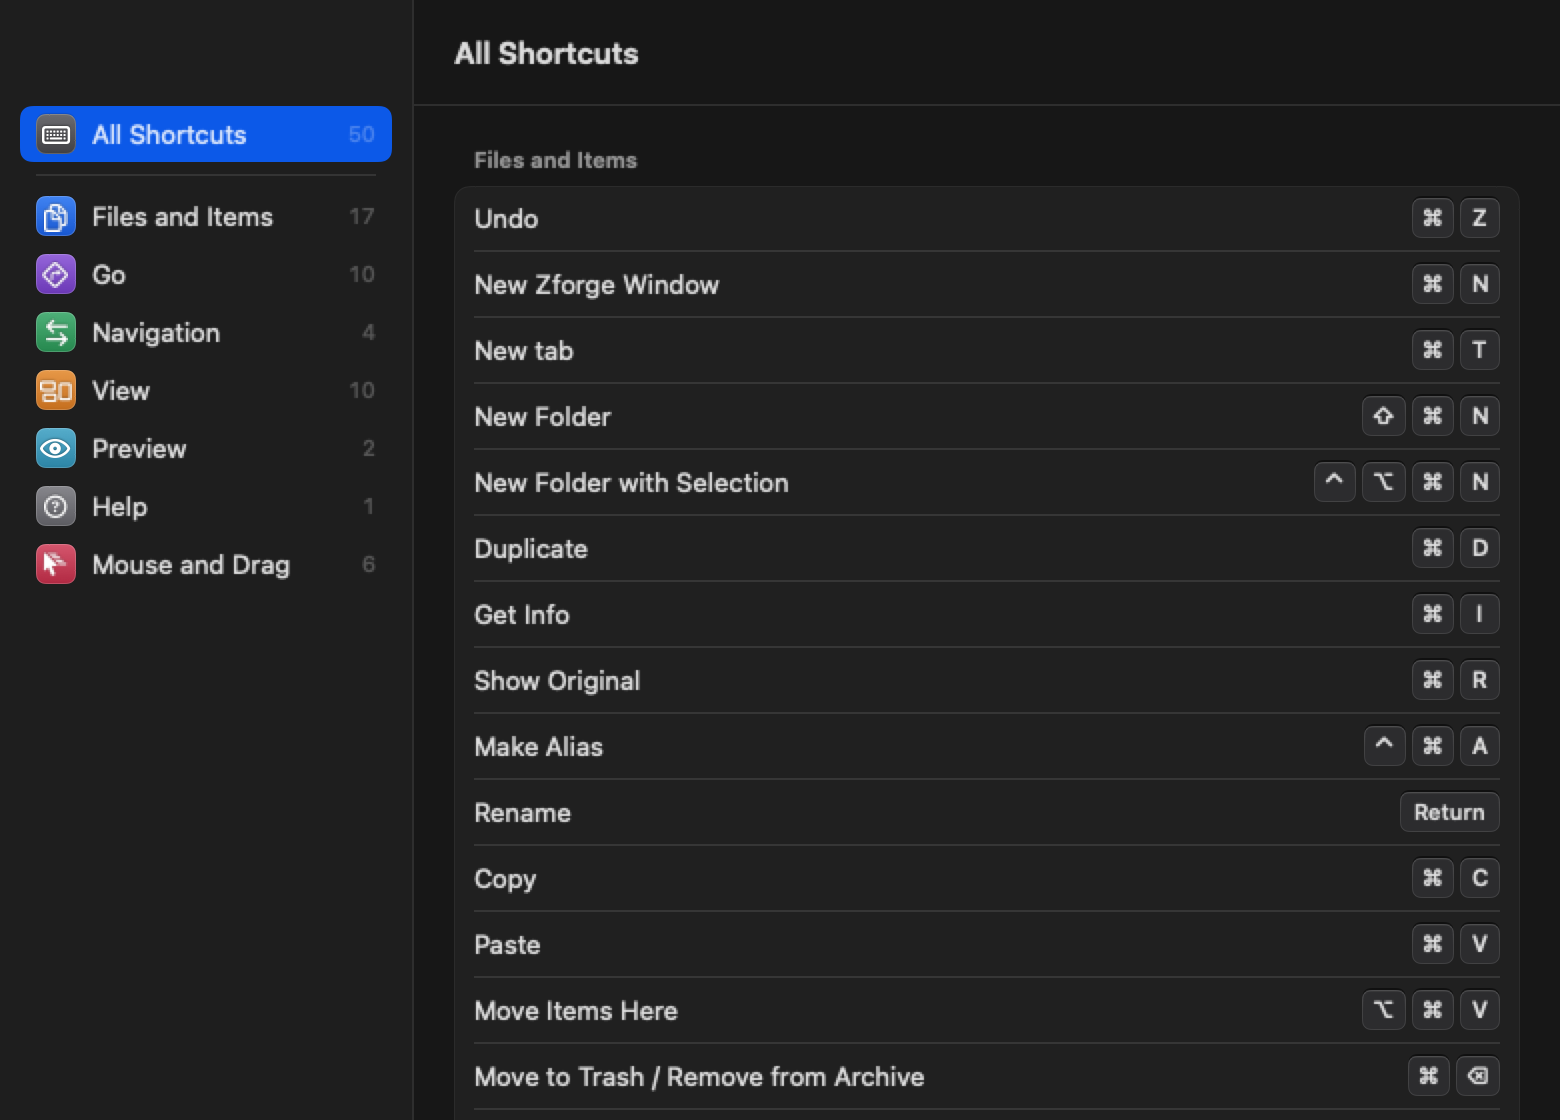 All Shortcuts 50
Files and Items 17
Go 10
Navigation 4
View 10
Preview 2
Help 1
Mouse and Drag 6
All Shortcuts
Files and Items
Undo ⌘ Z
New Zforge Window ⌘ N
New tab ⌘ T
New Folder ⇧ ⌘ N
New Folder with Selection ^ ⌥ ⌘ N
Duplicate ⌘ D
Get Info ⌘ I
Show Original ⌘ R
Make Alias ^ ⌘ A
Rename Return
Copy ⌘ C
Paste ⌘ V
Move Items Here ⌥ ⌘ V
Move to Trash / Remove from Archive ⌘ ⌫